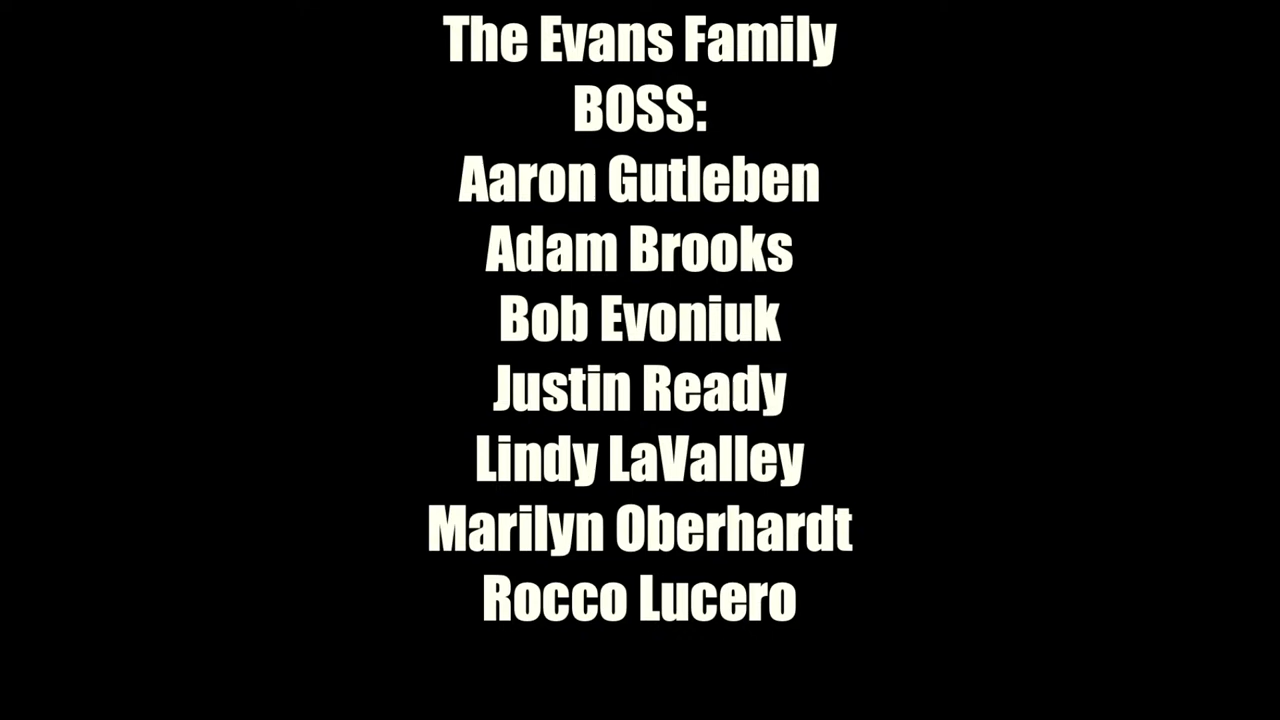 The Evans Family
BOSS:
Aaron Gutleben
Adam Brooks
Bob Evoniuk
Justin Ready
Lindy LaValley
Marilyn Oberhardt
Rocco Lucero